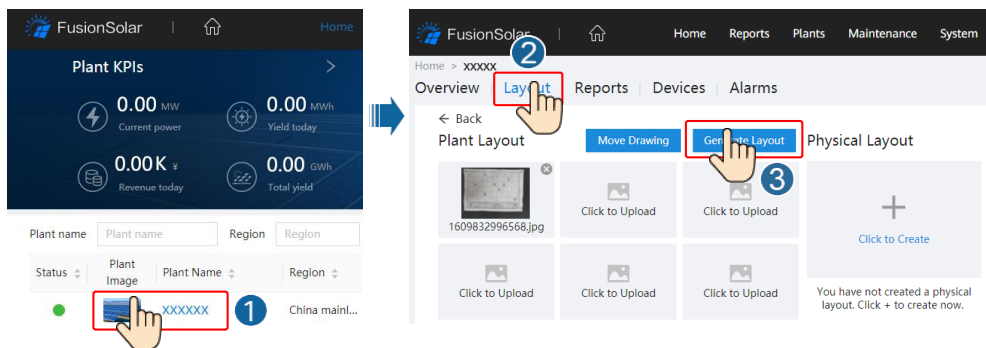 FusionSolar
Home
Plant KPIs
>
0.00 MW
Current power
0.00 MWh
Yield today
0.00K ¥
Revenue today
0.00 GWh
Total yield
Plant name
Plant name
Region
Region
Status
Plant Image
Plant Name
Region
XXXXXX
1
China mainl...
FusionSolar
Home
Reports
Plants
Maintenance
System
Home > XXXXX
2
Overview
Layout
Reports
Devices
Alarms
← Back
Plant Layout
Move Drawing
Generate Layout
3
Physical Layout
1609832996568.jpg
Click to Upload
Click to Upload
Click to Upload
Click to Upload
Click to Upload
+
Click to Create
You have not created a physical
layout. Click + to create now.